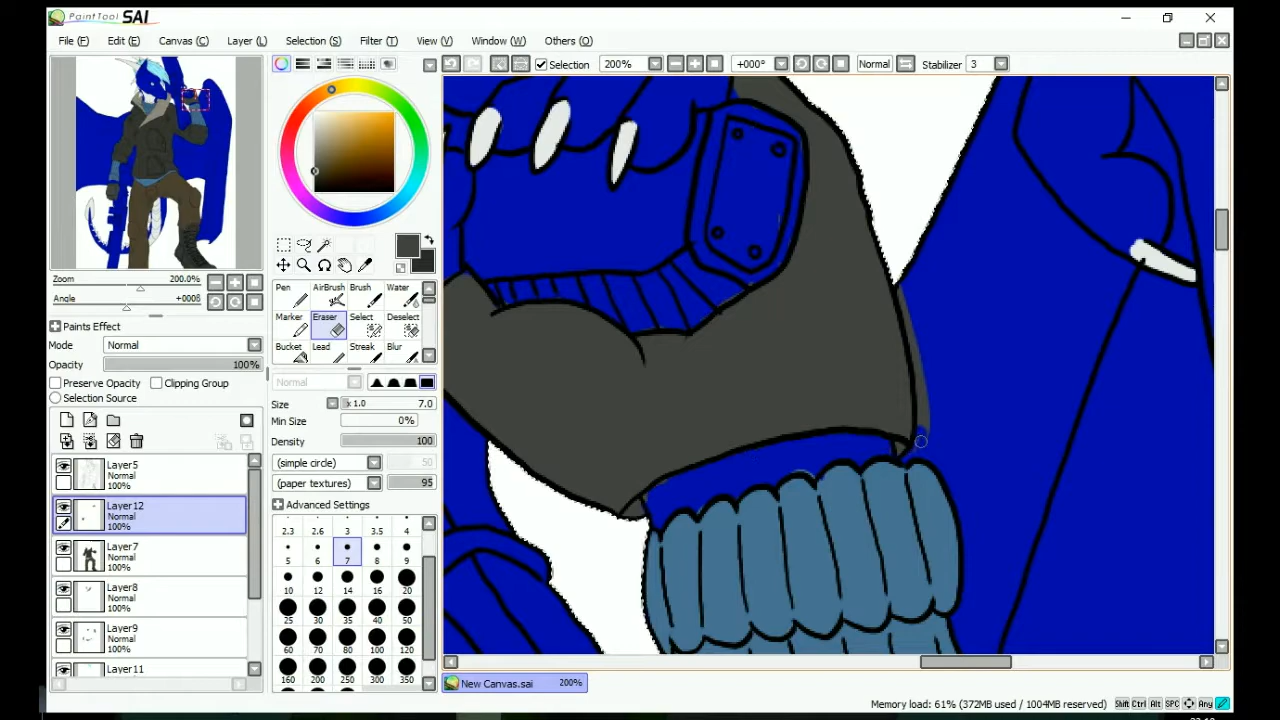 PaintTool SAI
File (F) Edit (E) Canvas (C) Layer (L) Selection (S) Filter (T) View (V) Window (W) Others (O)
Selection 200% +000° Normal Stabilizer 3
Zoom 200.0%
Angle
Paints Effect
Mode Normal
Opacity 100%
Preserve Opacity Clipping Group
Selection Source
Layer5
Normal
100%
Layer12
Normal
100%
Layer7
Normal
100%
Layer8
Normal
100%
Layer9
Normal
100%
Layer11
Pen AirBrush Brush Water
Marker Eraser Select Deselect
Bucket Lead Streak Blur
Normal
Size x 1.0 7.0
Min Size 0%
Density 100
(simple circle) 50
(paper textures) 95
Advanced Settings
2.3 2.6 3 3.5 4
5 6 7 8 9
10 12 14 16 20
25 30 35 40 50
60 70 80 100 120
160 200 250 300 350
New Canvas.sai 200%
Memory load: 61% (372MB used / 1004MB reserved) Shift Ctrl Alt SPC Any